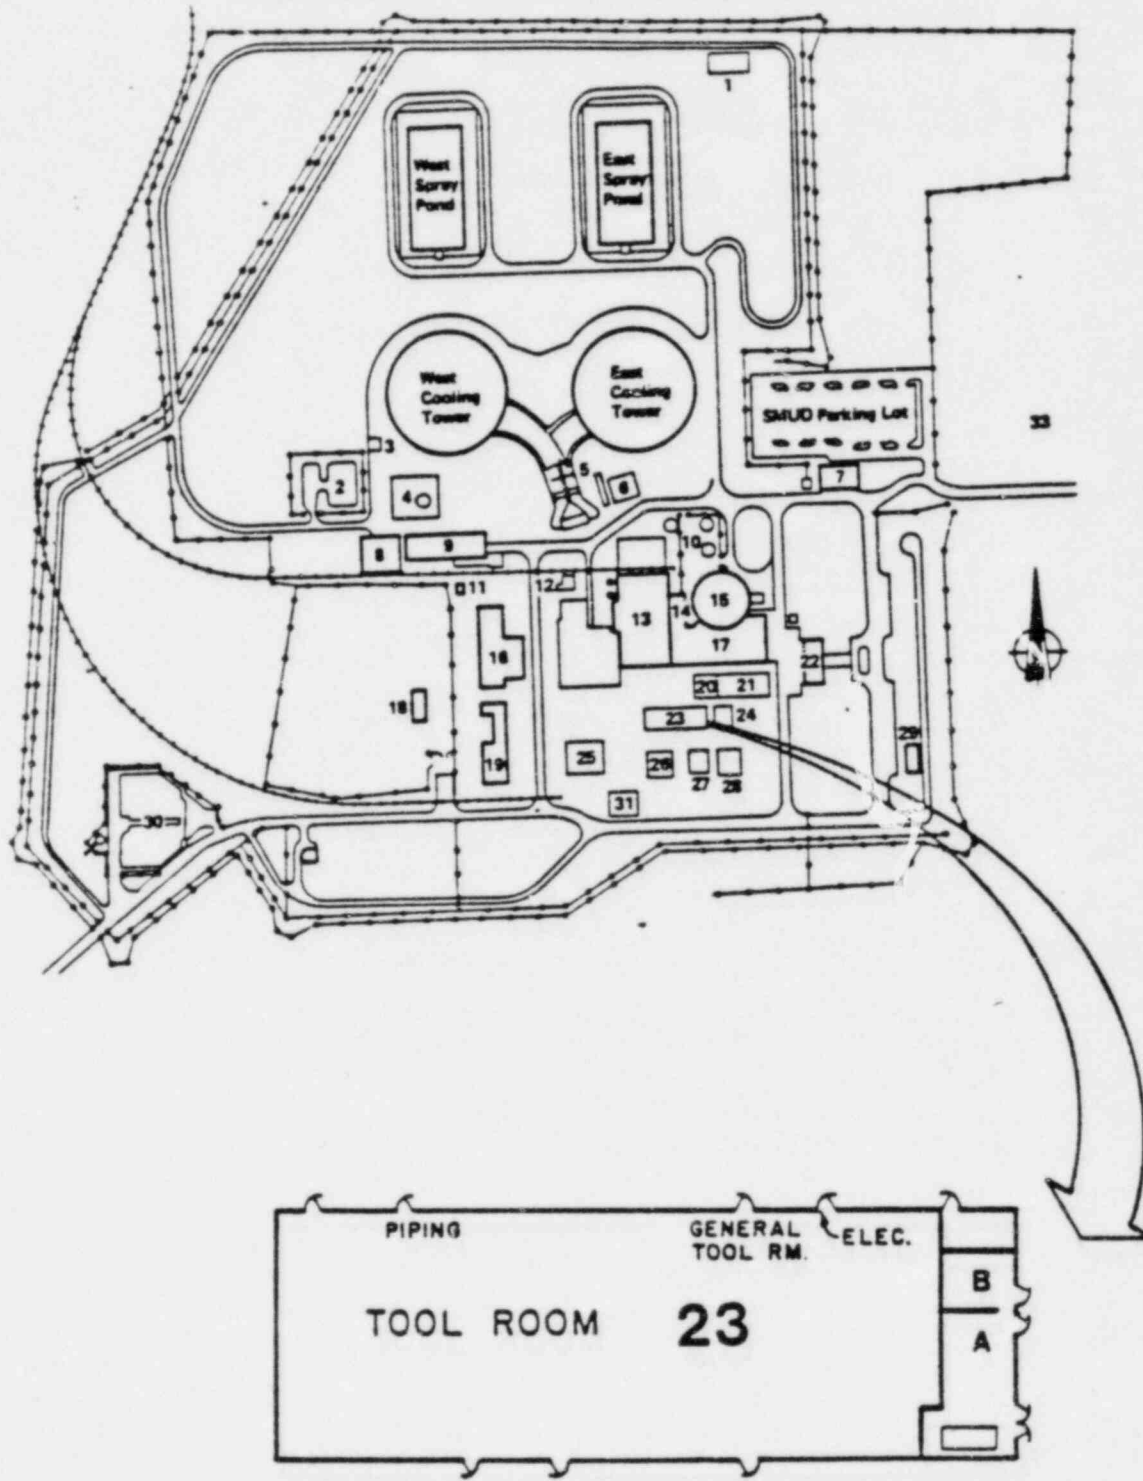 1
West
Spray
Pond
East
Spray
Pond
West
Cooling
Tower
East
Cooling
Tower
SMUD Parking Lot
33
3
2
4
5
6
7
8
9
10
11
12
13
14
15
16
17
18
19
20
21
22
23
24
25
26
27
28
29
30
31
N
PIPING
GENERAL
TOOL RM.
ELEC.
TOOL ROOM 23
B
A